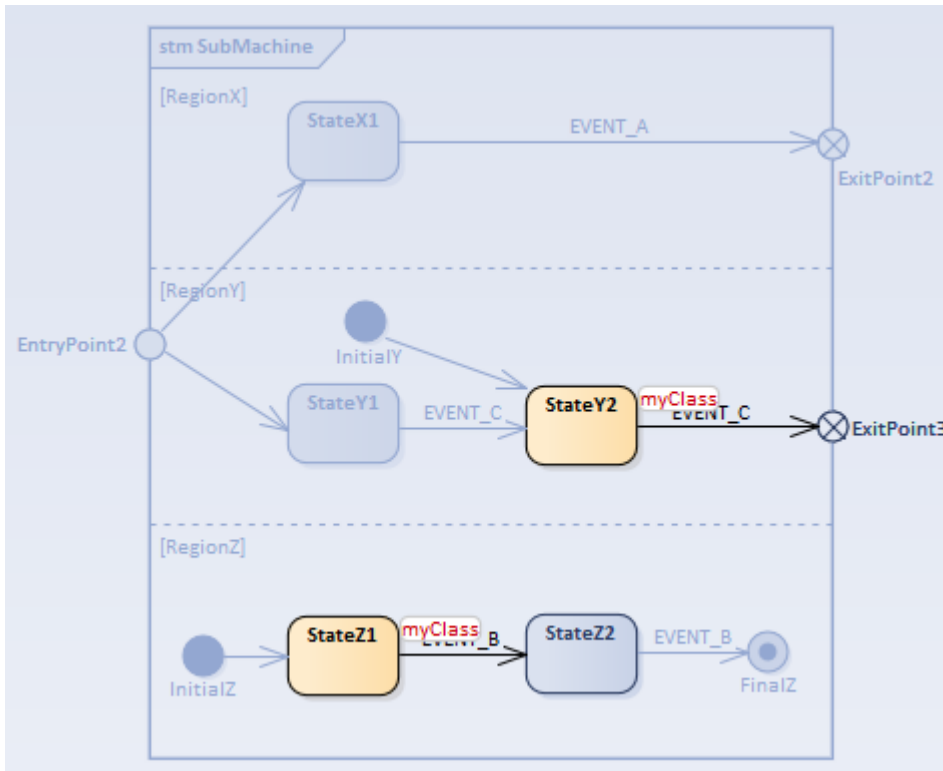 stm SubMachine
[RegionX]
StateX1
EVENT_A
ExitPoint2
[RegionY]
EntryPoint2
InitialY
StateY1
EVENT_C
StateY2
myClass
EVENT_C
ExitPoint3
[RegionZ]
StateZ1
myClass
EVENT_B
StateZ2
EVENT_B
InitialZ
FinalZ